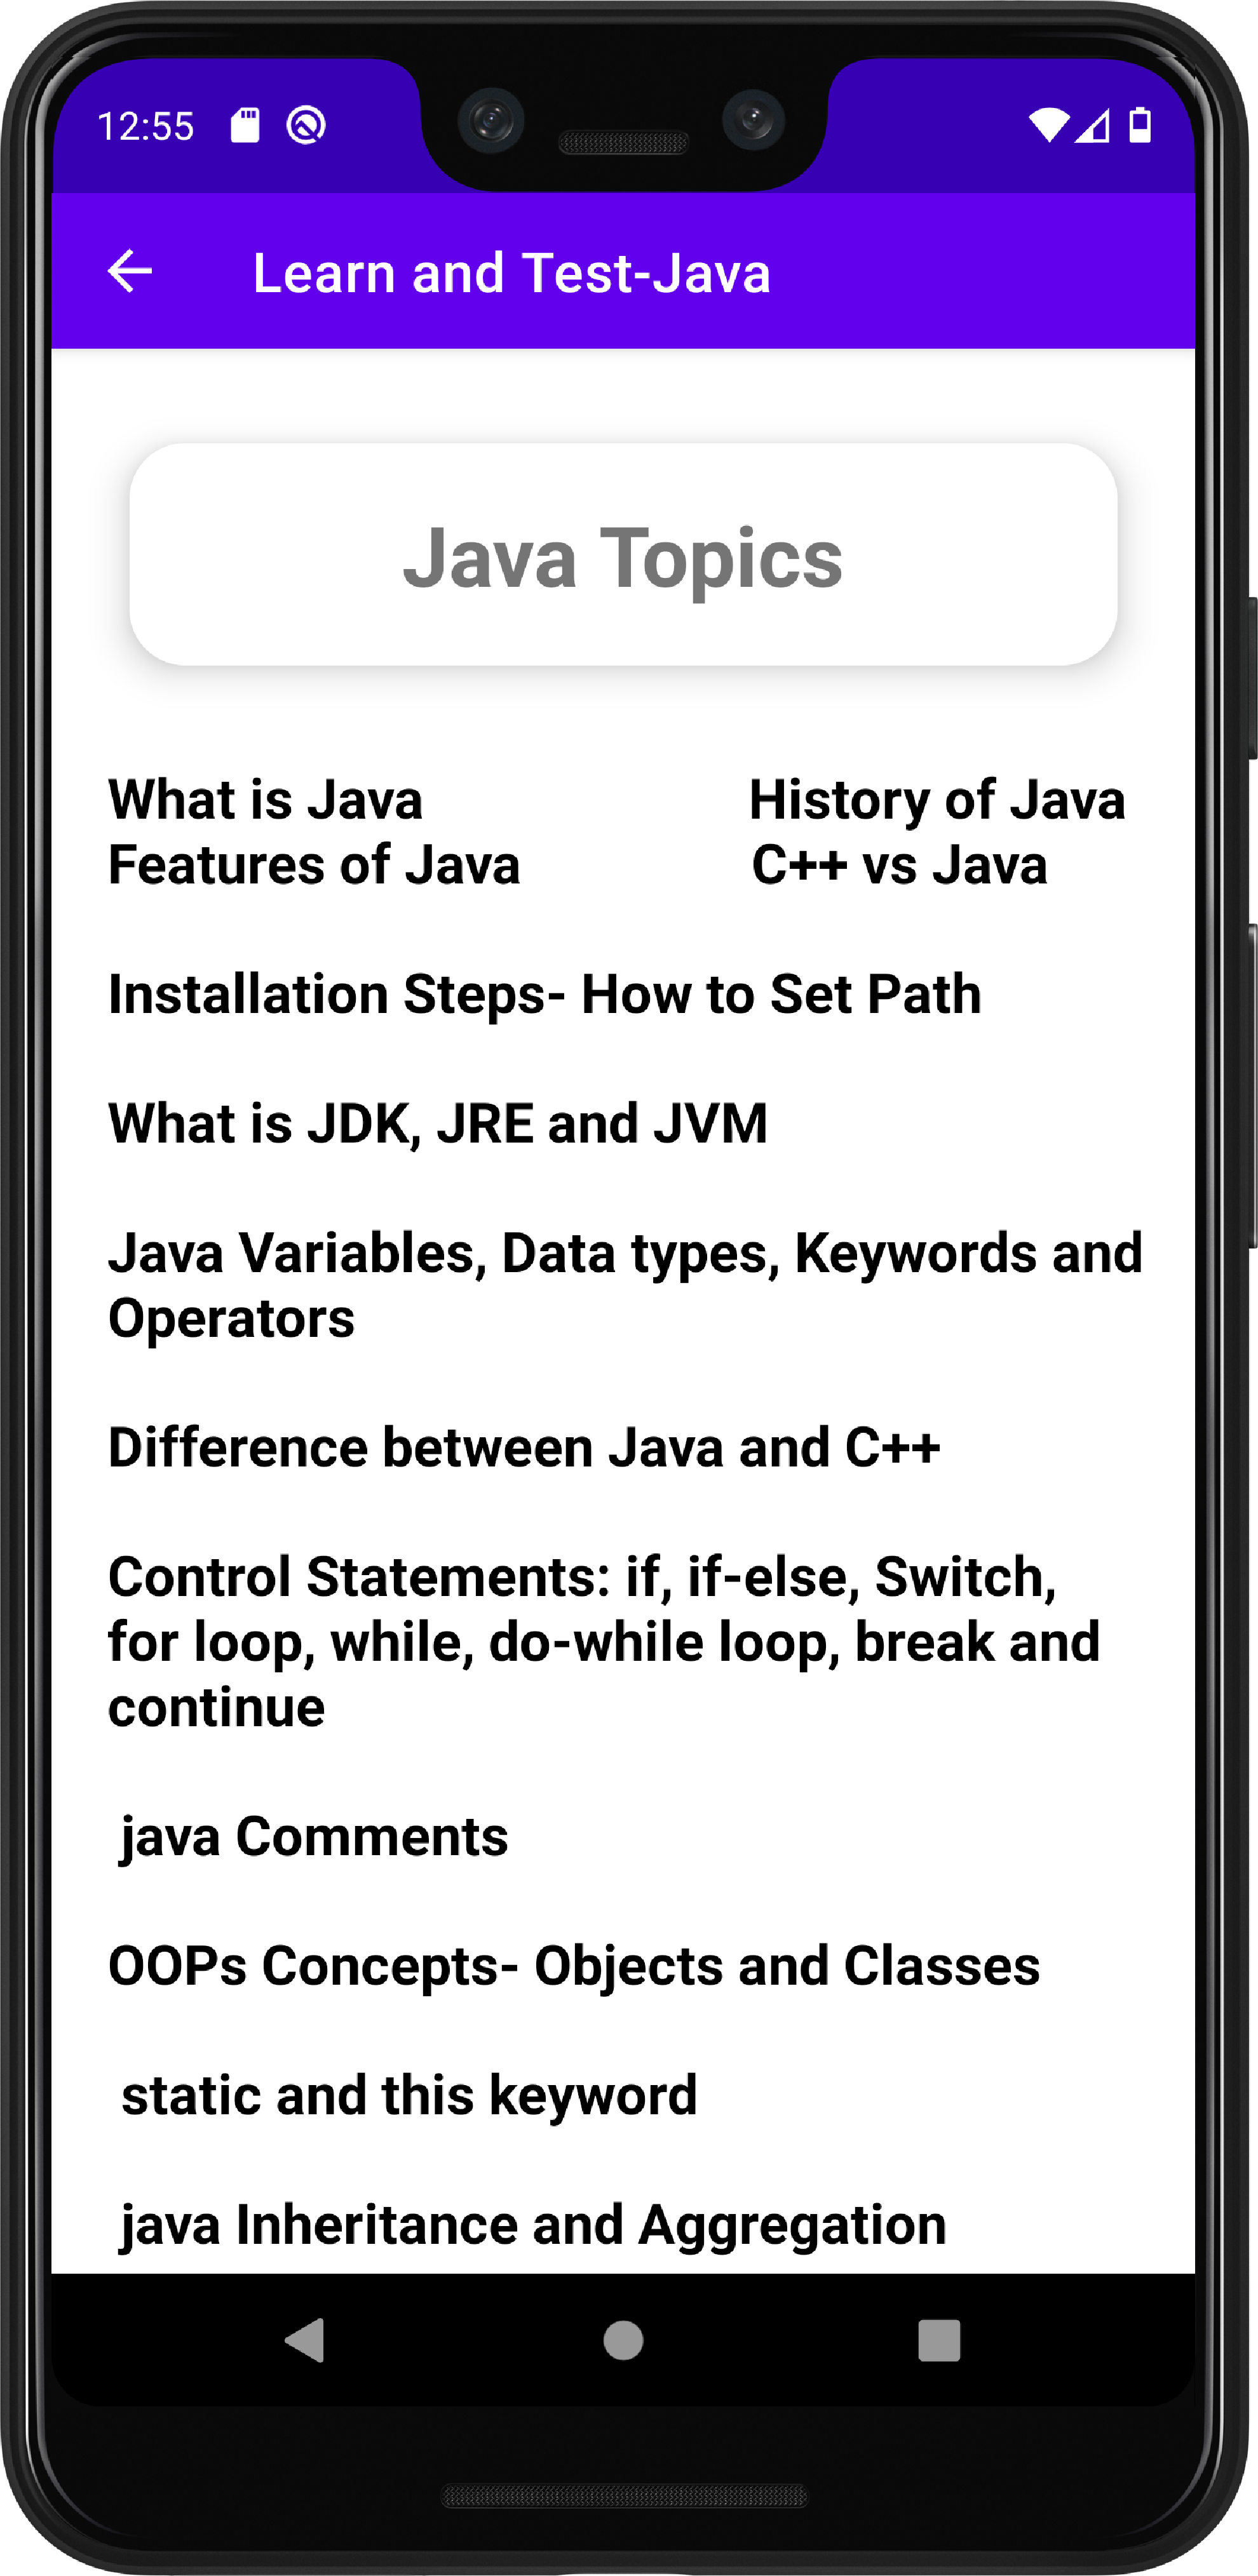 12:55
Learn and Test-Java
Java Topics
What is Java History of Java
Features of Java C++ vs Java
Installation Steps- How to Set Path
What is JDK, JRE and JVM
Java Variables, Data types, Keywords and
Operators
Difference between Java and C++
Control Statements: if, if-else, Switch,
for loop, while, do-while loop, break and
continue
java Comments
OOPs Concepts- Objects and Classes
static and this keyword
java Inheritance and Aggregation